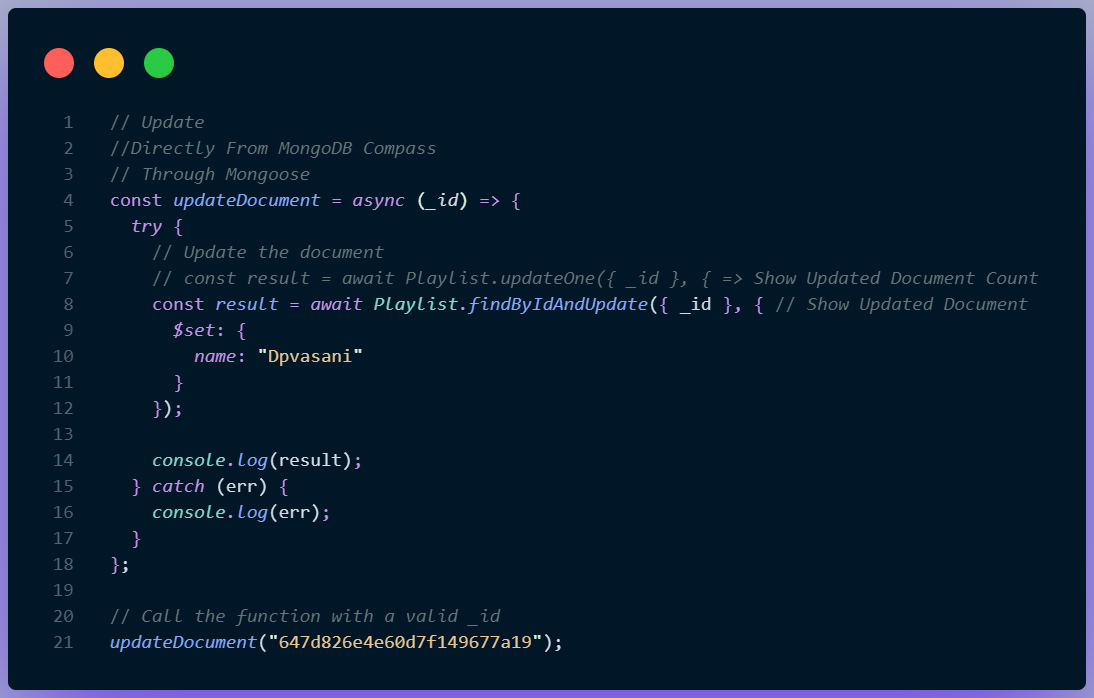 1 // Update
2 //Directly From MongoDB Compass
3 // Through Mongoose
4 const updateDocument = async (_id) => {
5 try {
6 // Update the document
7 // const result = await Playlist.updateOne({ _id }, { => Show Updated Document Count
8 const result = await Playlist.findByIdAndUpdate({ _id }, { // Show Updated Document
9 $set: {
10 name: "Dpvasani"
11 }
12 });
13
14 console.log(result);
15 } catch (err) {
16 console.log(err);
17 }
18 };
19
20 // Call the function with a valid _id
21 updateDocument("647d826e4e60d7f149677a19");